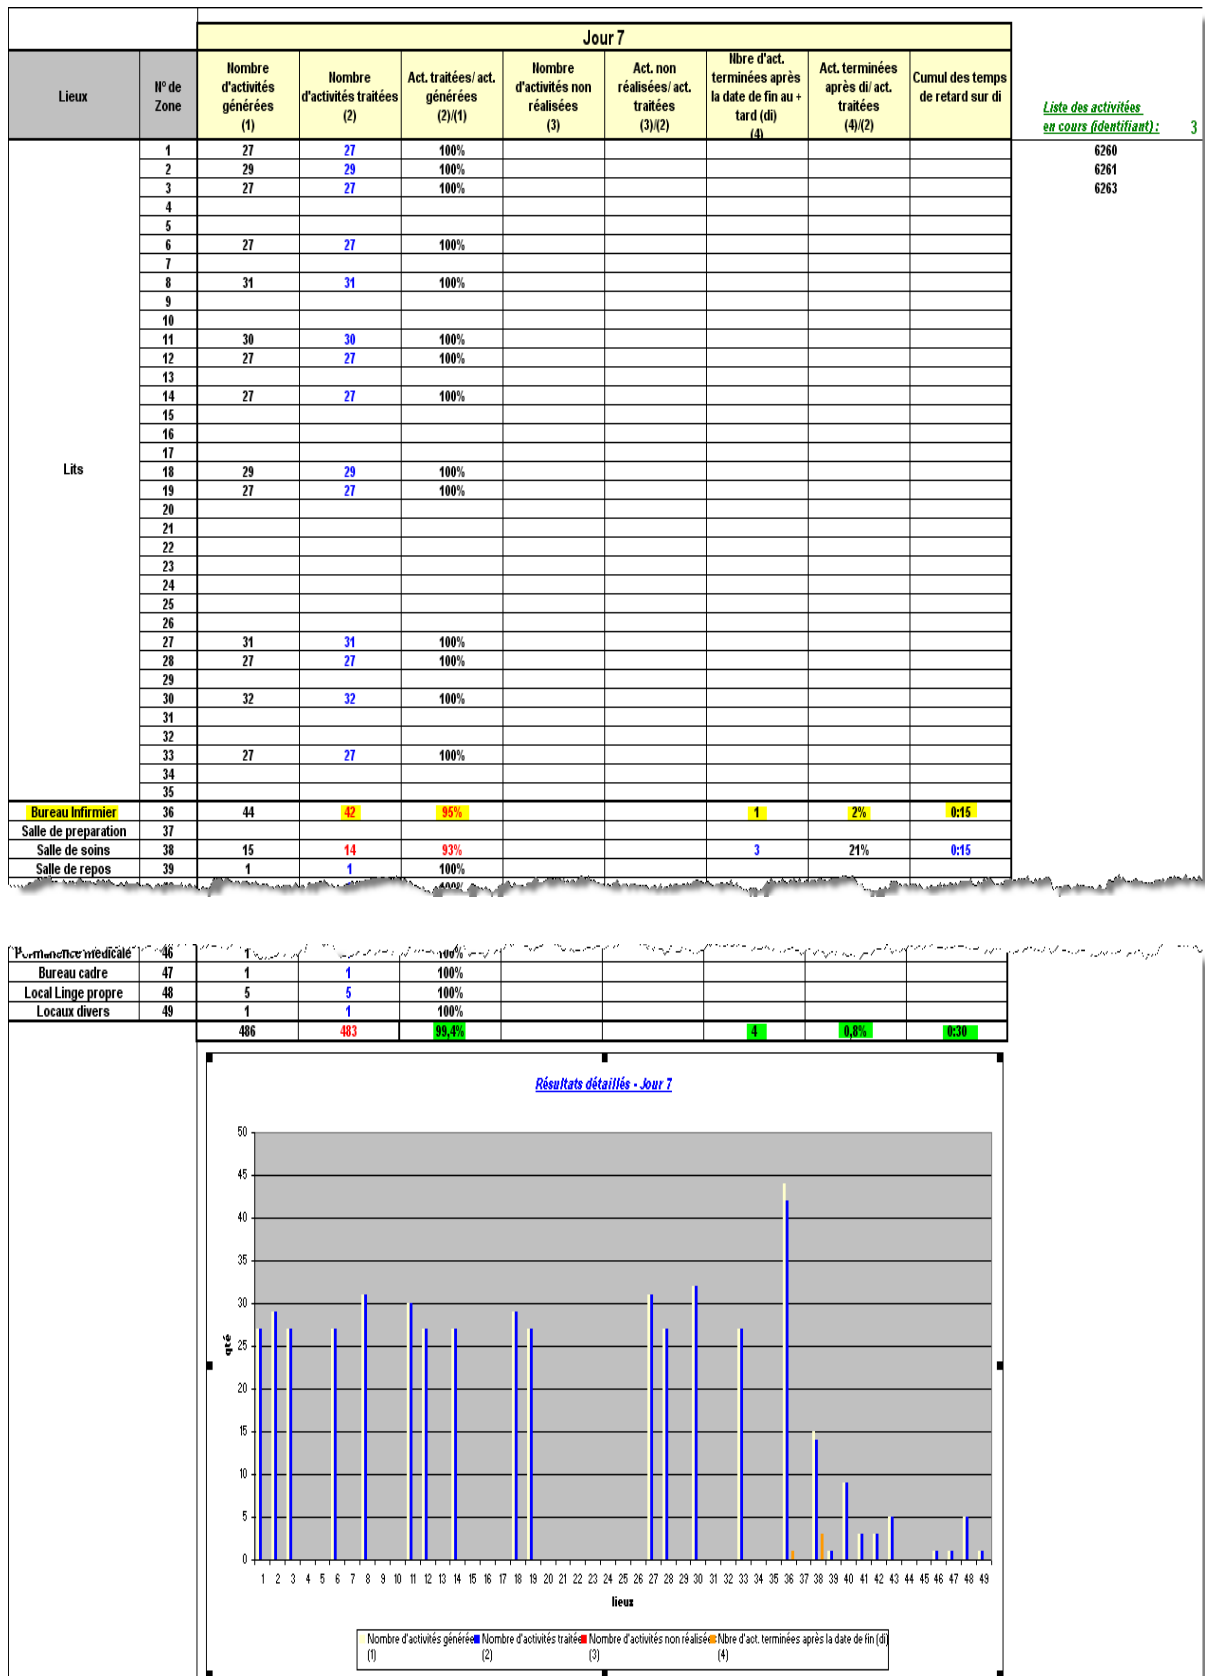 Jour 7
Lieux
N° de
Zone
Nombre
d'activités
générées
(1)
Nombre
d'activités traitées
(2)
Act. traitées/ act.
générées
(2)/(1)
Nombre
d'activités non
réalisées
(3)
Act. non
réalisées/ act.
traitées
(3)/(2)
Nbre d'act.
terminées après
la date de fin au +
tard (di)
(4)
Act. terminées
après di/ act.
traitées
(4)/(2)
Cumul des temps
de retard sur di
Liste des activitées
en cours (identifiant) : 3
1 27 27 100% 6260
2 29 29 100% 6261
3 27 27 100% 6263
4
5
6 27 27 100%
7
8 31 31 100%
9
10
11 30 30 100%
12 27 27 100%
13
14 27 27 100%
15
16
17
Lits
18 29 29 100%
19 27 27 100%
20
21
22
23
24
25
26
27 31 31 100%
28 27 27 100%
29
30 32 32 100%
31
32
33 27 27 100%
34
35
Bureau Infirmier 36 44 42 95% 1 2% 0:15
Salle de preparation 37
Salle de soins 38 15 14 93% 3 21% 0:15
Salle de repos 39 1 1 100%
100%
Permanence medicale 46 1 100%
Bureau cadre 47 1 1 100%
Local Linge propre 48 5 5 100%
Locaux divers 49 1 1 100%
486 483 99,4% 4 0,8% 0:30
Résultats détaillés - Jour 7
50
45
40
35
30
25
20
15
10
5
0
qté
1 2 3 4 5 6 7 8 9 10 11 12 13 14 15 16 17 18 19 20 21 22 23 24 25 26 27 28 29 30 31 32 33 34 35 36 37 38 39 40 41 42 43 44 45 46 47 48 49
lieux
Nombre d'activités générée
(1)
Nombre d'activités traitée
(2)
Nombre d'activités non réalisée
(3)
Nbre d'act. terminées après la date de fin (di)
(4)